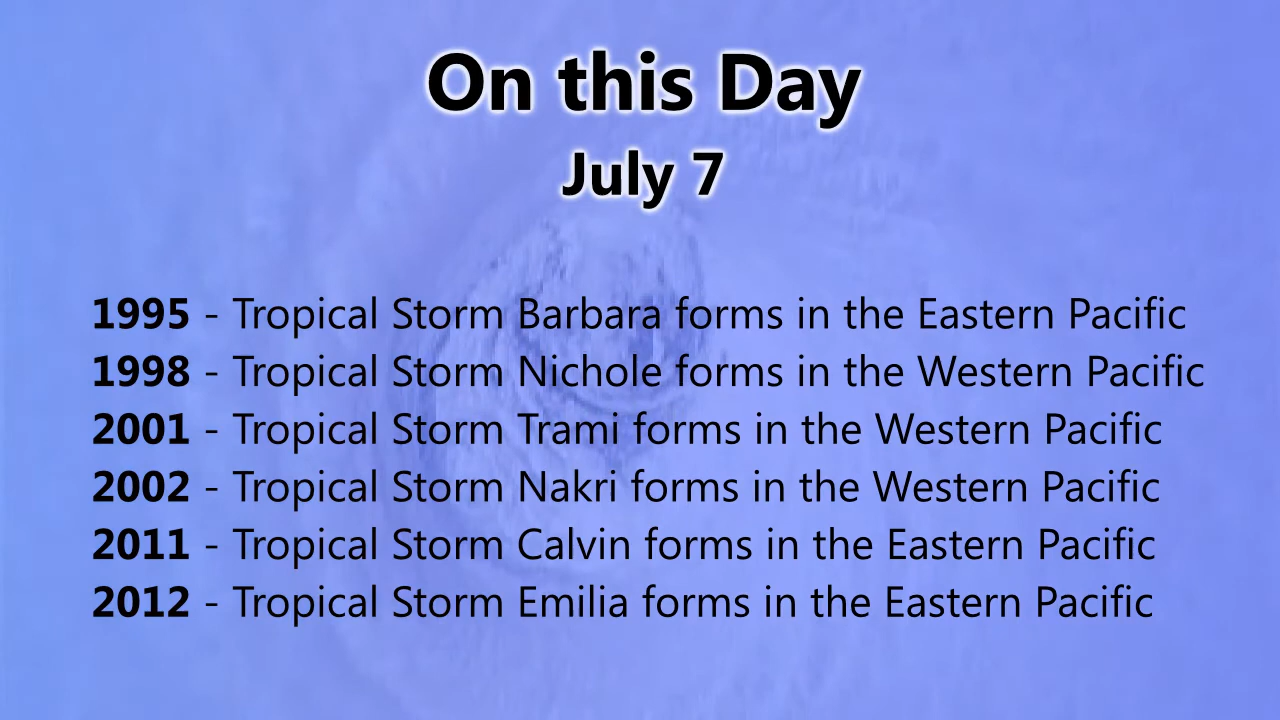 On this Day
July 7
1995 - Tropical Storm Barbara forms in the Eastern Pacific
1998 - Tropical Storm Nichole forms in the Western Pacific
2001 - Tropical Storm Trami forms in the Western Pacific
2002 - Tropical Storm Nakri forms in the Western Pacific
2011 - Tropical Storm Calvin forms in the Eastern Pacific
2012 - Tropical Storm Emilia forms in the Eastern Pacific